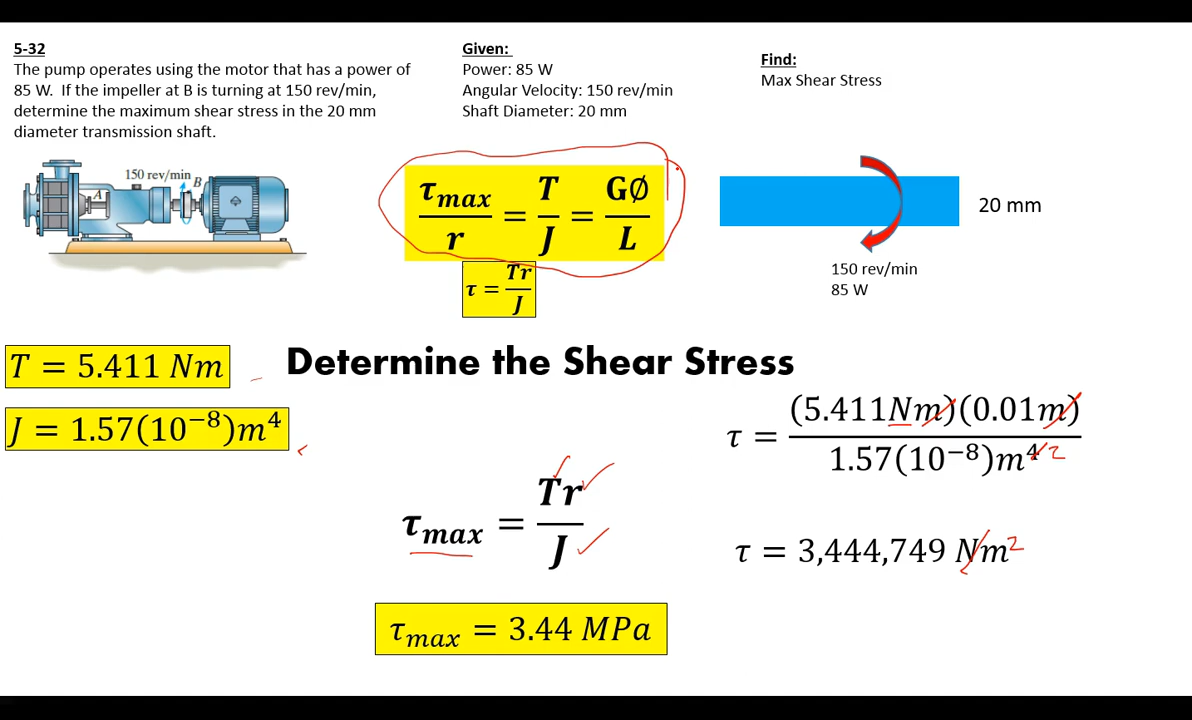 5-32
The pump operates using the motor that has a power of
85 W. If the impeller at B is turning at 150 rev/min,
determine the maximum shear stress in the 20 mm
diameter transmission shaft.
Given:
Power: 85 W
Angular Velocity: 150 rev/min
Shaft Diameter: 20 mm
Find:
Max Shear Stress
150 rev/min
A
B
τmax/r = T/J = GØ/L
τ = Tr/J
20 mm
150 rev/min
85 W
T = 5.411 Nm
J = 1.57(10⁻⁸)m⁴
Determine the Shear Stress
τmax = Tr/J
τmax = 3.44 MPa
τ = (5.411Nm)(0.01m)/1.57(10⁻⁸)m⁴ 2
τ = 3,444,749 N/m²